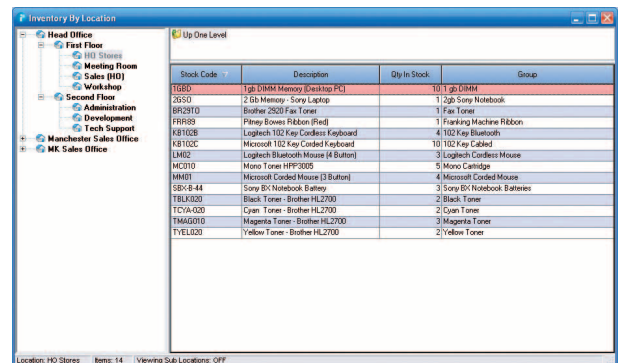 Inventory By Location
Head Office
First Floor
HO Stores
Meeting Room
Sales (HO)
Workshop
Second Floor
Administration
Development
Tech Support
Manchester Sales Office
MK Sales Office
Up One Level
Stock Code Description Qty In Stock Group
1GBD 1gb DIMM Memory (Desktop PC) 10 1 gb DIMM
2GSO 2 Gb Memory - Sony Laptop 1 2gb Sony Notebook
BR29TO Brother 2920 Fax Toner 1 Fax Toner
FRR89 Pitney Bowes Ribbon (Red) 1 Franking Machine Ribbon
KB102B Logitech 102 Key Cordless Keyboard 4 102 Key Bluetooth
KB102C Microsoft 102 Key Corded Keyboard 10 102 Key Cabled
LM02 Logitech Bluetooth Mouse (4 Button) 3 Logitech Cordless Mouse
MC010 Mono Toner HPP3005 5 Mono Cartridge
MM01 Microsoft Corded Mouse (3 Button) 4 Microsoft Corded Mouse
SBX-B-44 Sony BX Notebook Battery 3 Sony BX Notebook Batteries
TBLK020 Black Toner - Brother HL2700 2 Black Toner
TCYA-020 Cyan Toner - Brother HL2700 2 Cyan Toner
TMAG010 Magenta Toner - Brother HL2700 3 Magenta Toner
TYEL020 Yellow Toner - Brother HL2700 2 Yellow Toner
Location: HO Stores Items: 14 Viewing Sub Locations: OFF